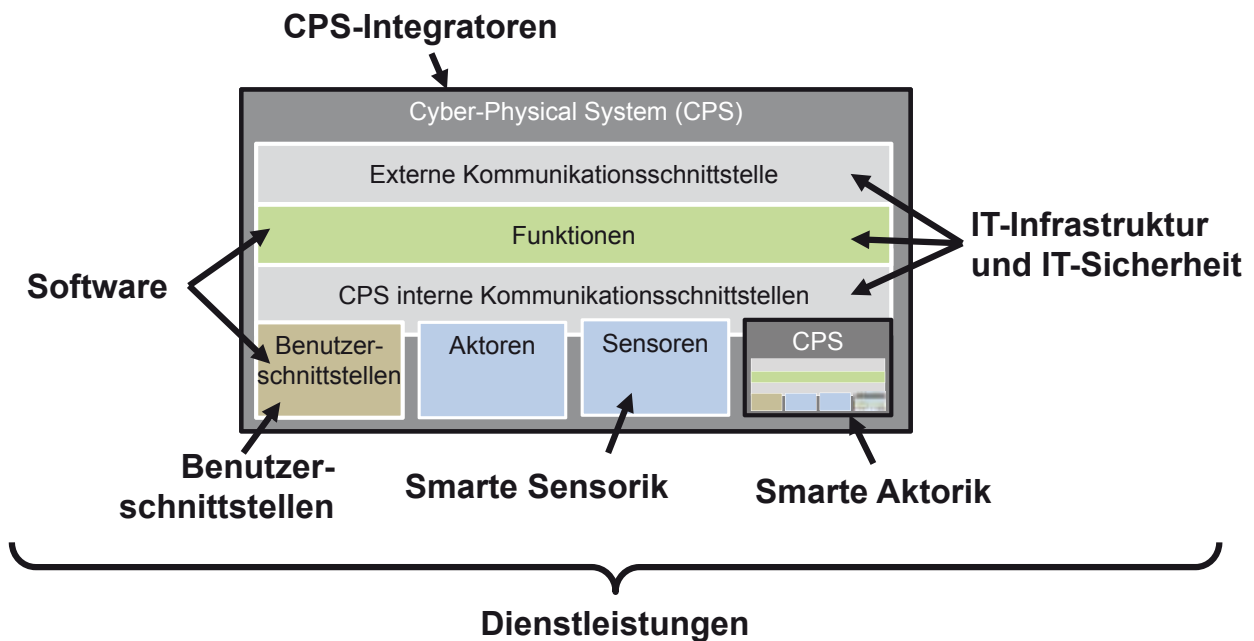 CPS-Integratoren
Cyber-Physical System (CPS)
Externe Kommunikationsschnittstelle
Funktionen
IT-Infrastruktur
und IT-Sicherheit
Software
CPS interne Kommunikationsschnittstellen
Benutzer-
schnittstellen
Aktoren
Sensoren
CPS
Benutzer-
schnittstellen
Smarte Sensorik
Smarte Aktorik
Dienstleistungen